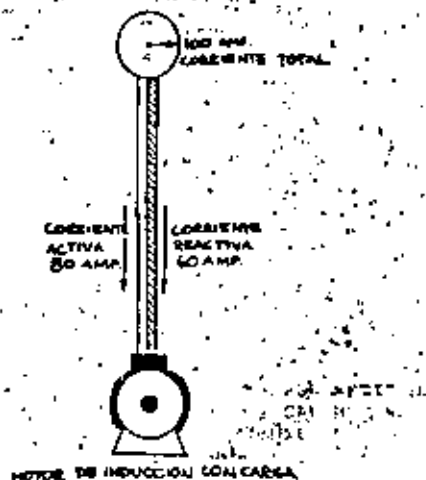 100 AMP.
CORRIENTE TOTAL
CORRIENTE
ACTIVA
80 AMP.
CORRIENTE
REACTIVA
60 AMP.
MOTOR DE INDUCCION CON CARGA